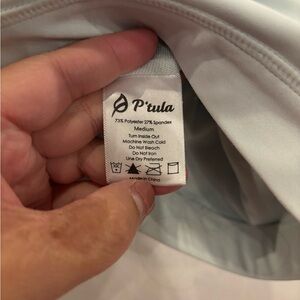 P'tula
73% Polyester 27% Spandex
Medium
Turn Inside Out
Machine Wash Cold
Do Not Bleach
Do Not Iron
Line Dry Preferred
Made in China